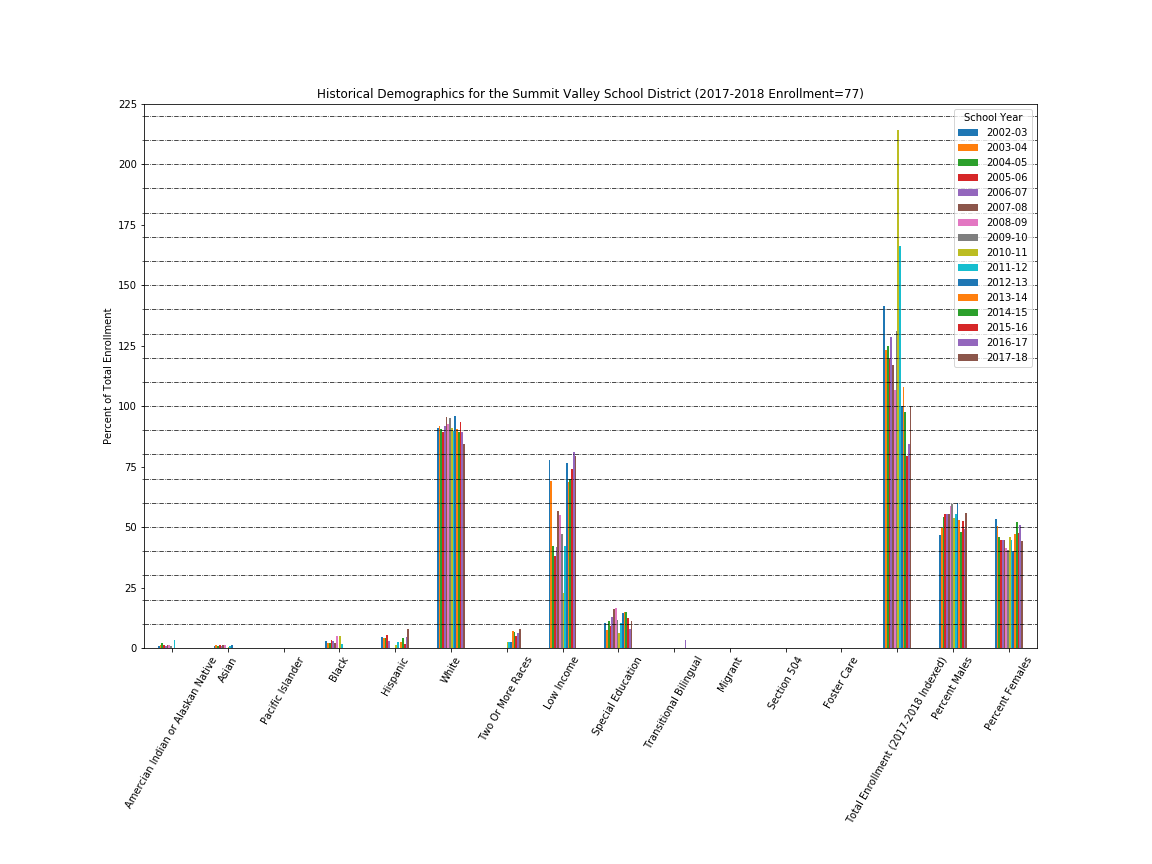 Historical Demographics for the Summit Valley School District (2017-2018 Enrollment=77)
Percent of Total Enrollment
225
200
175
150
125
100
75
50
25
0
School Year
2002-03
2003-04
2004-05
2005-06
2006-07
2007-08
2008-09
2009-10
2010-11
2011-12
2012-13
2013-14
2014-15
2015-16
2016-17
2017-18
Amercian Indian or Alaskan Native
Asian
Pacific Islander
Black
Hispanic
White
Two Or More Races
Low Income
Special Education
Transitional Bilingual
Migrant
Section 504
Foster Care
Total Enrollment (2017-2018 Indexed)
Percent Males
Percent Females